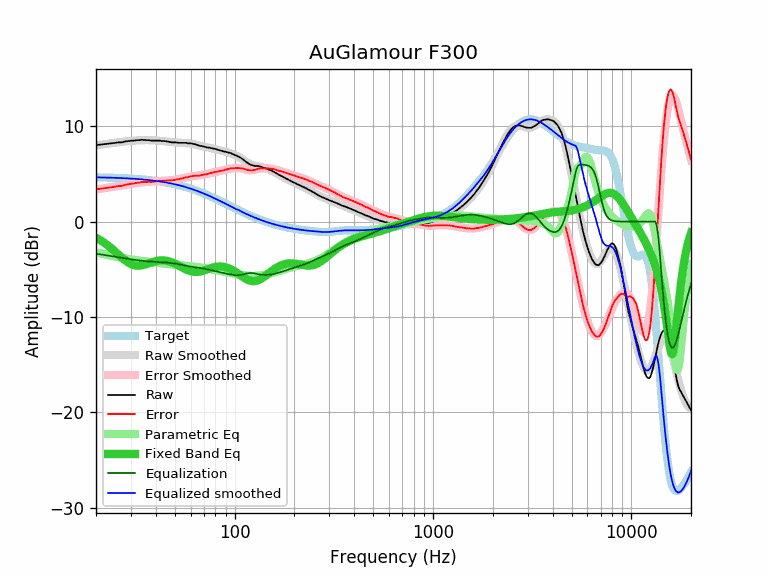 AuGlamour F300
Amplitude (dBr)
10
0
−10
−20
−30
Target
Raw Smoothed
Error Smoothed
Raw
Error
Parametric Eq
Fixed Band Eq
Equalization
Equalized smoothed
100 1000 10000
Frequency (Hz)